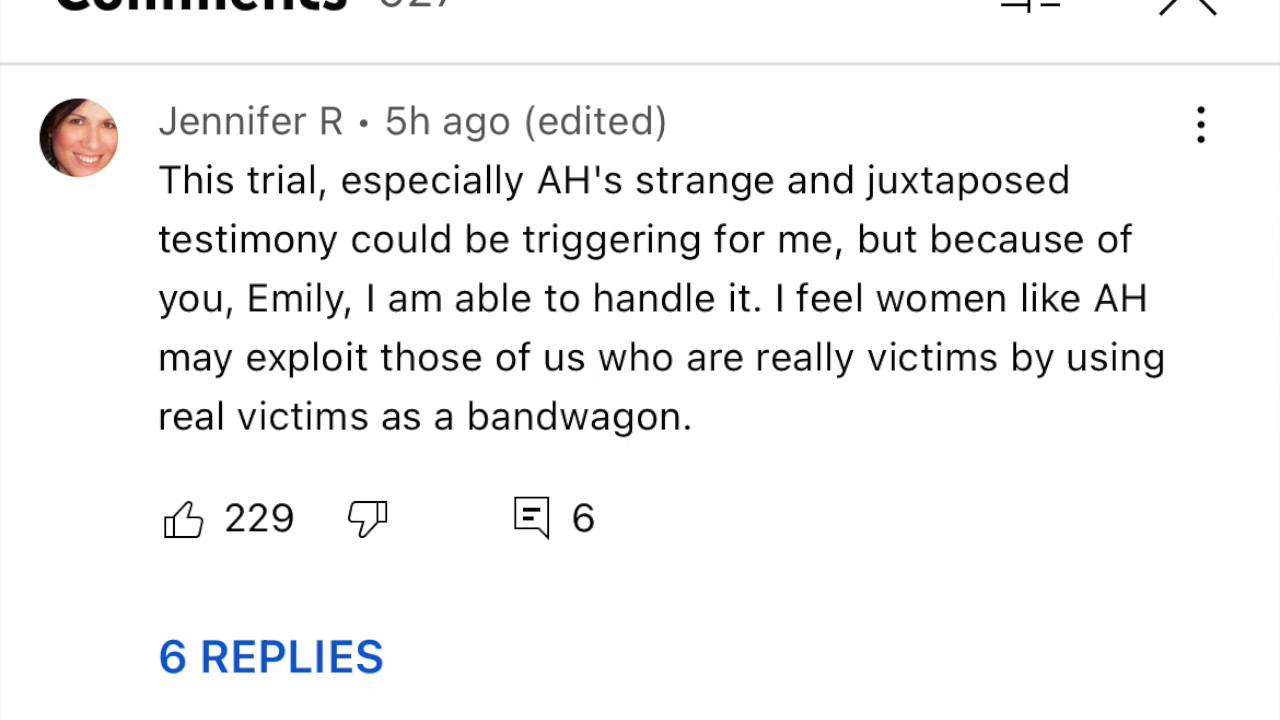 Comments 627
Jennifer R • 5h ago (edited)
This trial, especially AH's strange and juxtaposed
testimony could be triggering for me, but because of
you, Emily, I am able to handle it. I feel women like AH
may exploit those of us who are really victims by using
real victims as a bandwagon.
229 6
6 REPLIES